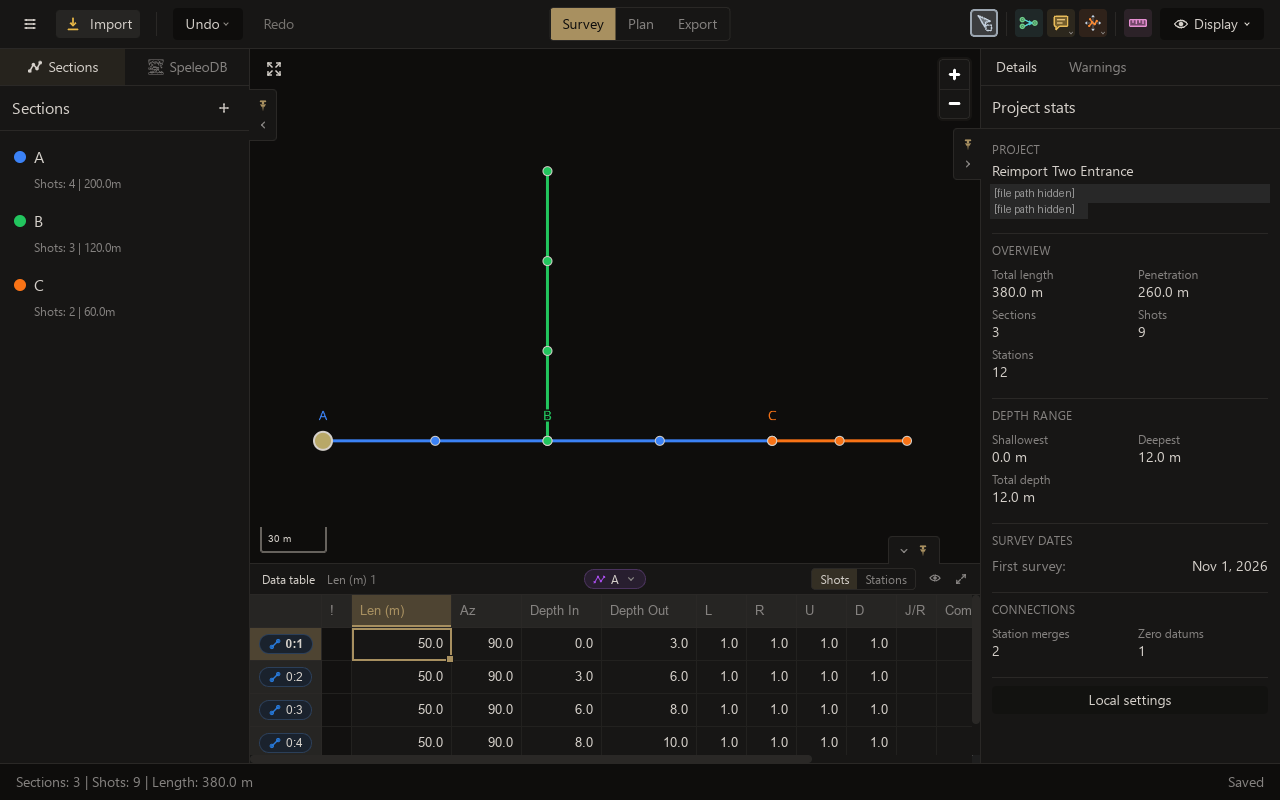 Import
Undo
Redo
Survey
Plan
Export
Display
Sections
SpeleoDB
Details
Warnings
Sections
Project stats
A
Shots: 4 | 200.0m
B
Shots: 3 | 120.0m
C
Shots: 2 | 60.0m
A
B
C
30 m
PROJECT
Reimport Two Entrance
[file path hidden]
[file path hidden]
OVERVIEW
Total length
Penetration
380.0 m
260.0 m
Sections
Shots
3
9
Stations
12
DEPTH RANGE
Shallowest
Deepest
0.0 m
12.0 m
Total depth
12.0 m
SURVEY DATES
First survey:
Nov 1, 2026
CONNECTIONS
Station merges
Zero datums
2
1
Local settings
Data table
Len (m) 1
A
Shots
Stations
! Len (m) Az Depth In Depth Out L R U D J/R Com
0:1 50.0 90.0 0.0 3.0 1.0 1.0 1.0 1.0
0:2 50.0 90.0 3.0 6.0 1.0 1.0 1.0 1.0
0:3 50.0 90.0 6.0 8.0 1.0 1.0 1.0 1.0
0:4 50.0 90.0 8.0 10.0 1.0 1.0 1.0 1.0
Sections: 3 | Shots: 9 | Length: 380.0 m
Saved